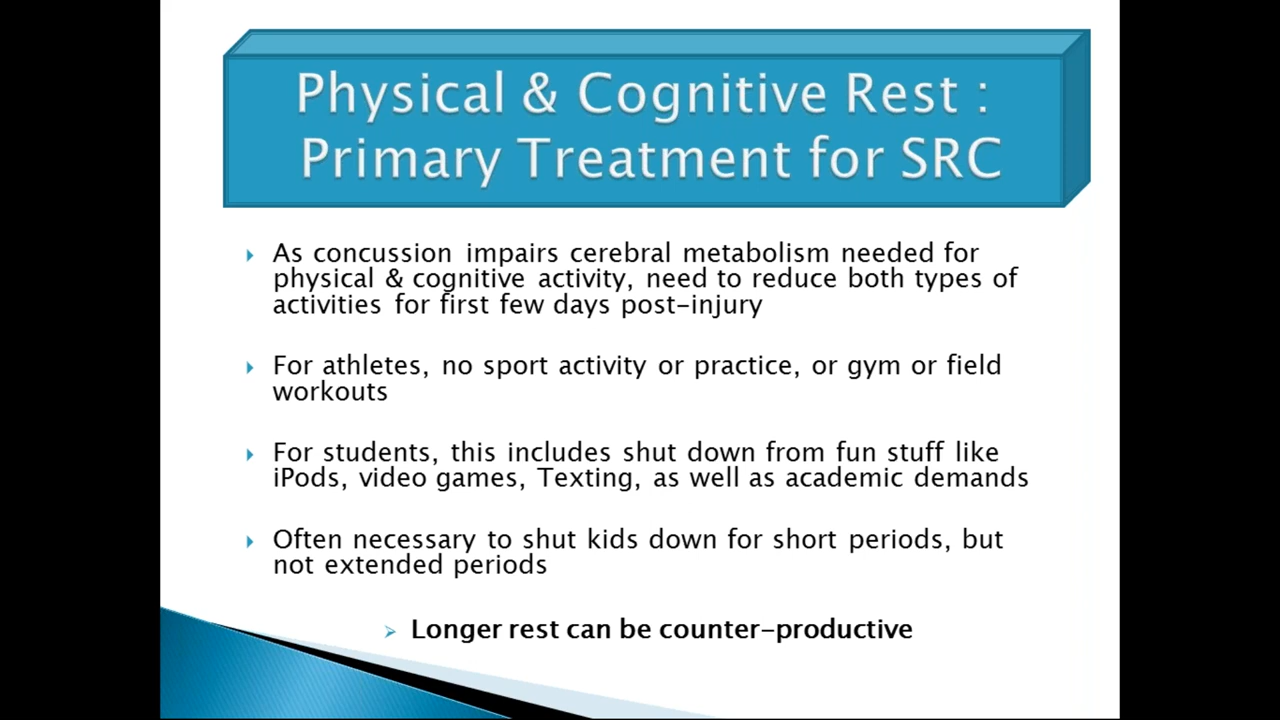 Physical & Cognitive Rest :
Primary Treatment for SRC
As concussion impairs cerebral metabolism needed for
physical & cognitive activity, need to reduce both types of
activities for first few days post-injury
For athletes, no sport activity or practice, or gym or field
workouts
For students, this includes shut down from fun stuff like
iPods, video games, Texting, as well as academic demands
Often necessary to shut kids down for short periods, but
not extended periods
Longer rest can be counter-productive